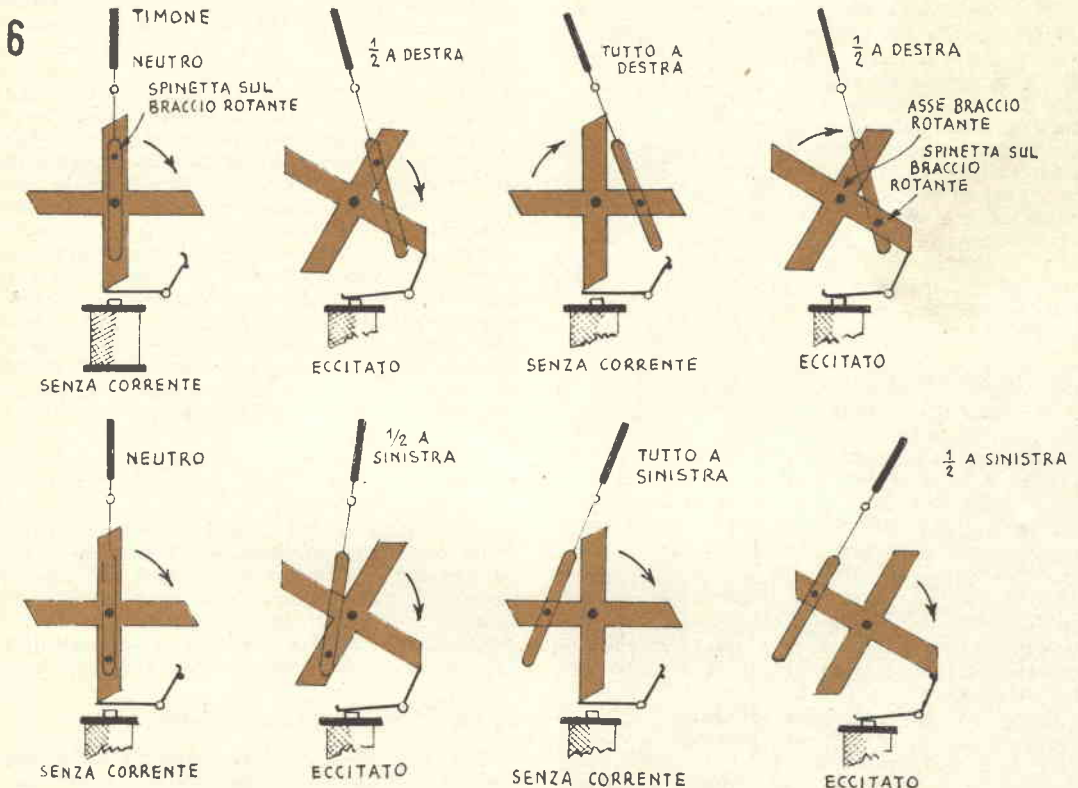 6
TIMONE
NEUTRO
SPINETTA SUL
BRACCIO ROTANTE
SENZA CORRENTE
1/2 A DESTRA
ECCITATO
TUTTO A
DESTRA
SENZA CORRENTE
1/2 A DESTRA
ASSE BRACCIO
ROTANTE
SPINETTA SUL
BRACCIO
ROTANTE
ECCITATO
NEUTRO
SENZA CORRENTE
1/2 A
SINISTRA
ECCITATO
TUTTO A
SINISTRA
SENZA CORRENTE
1/2 A SINISTRA
ECCITATO